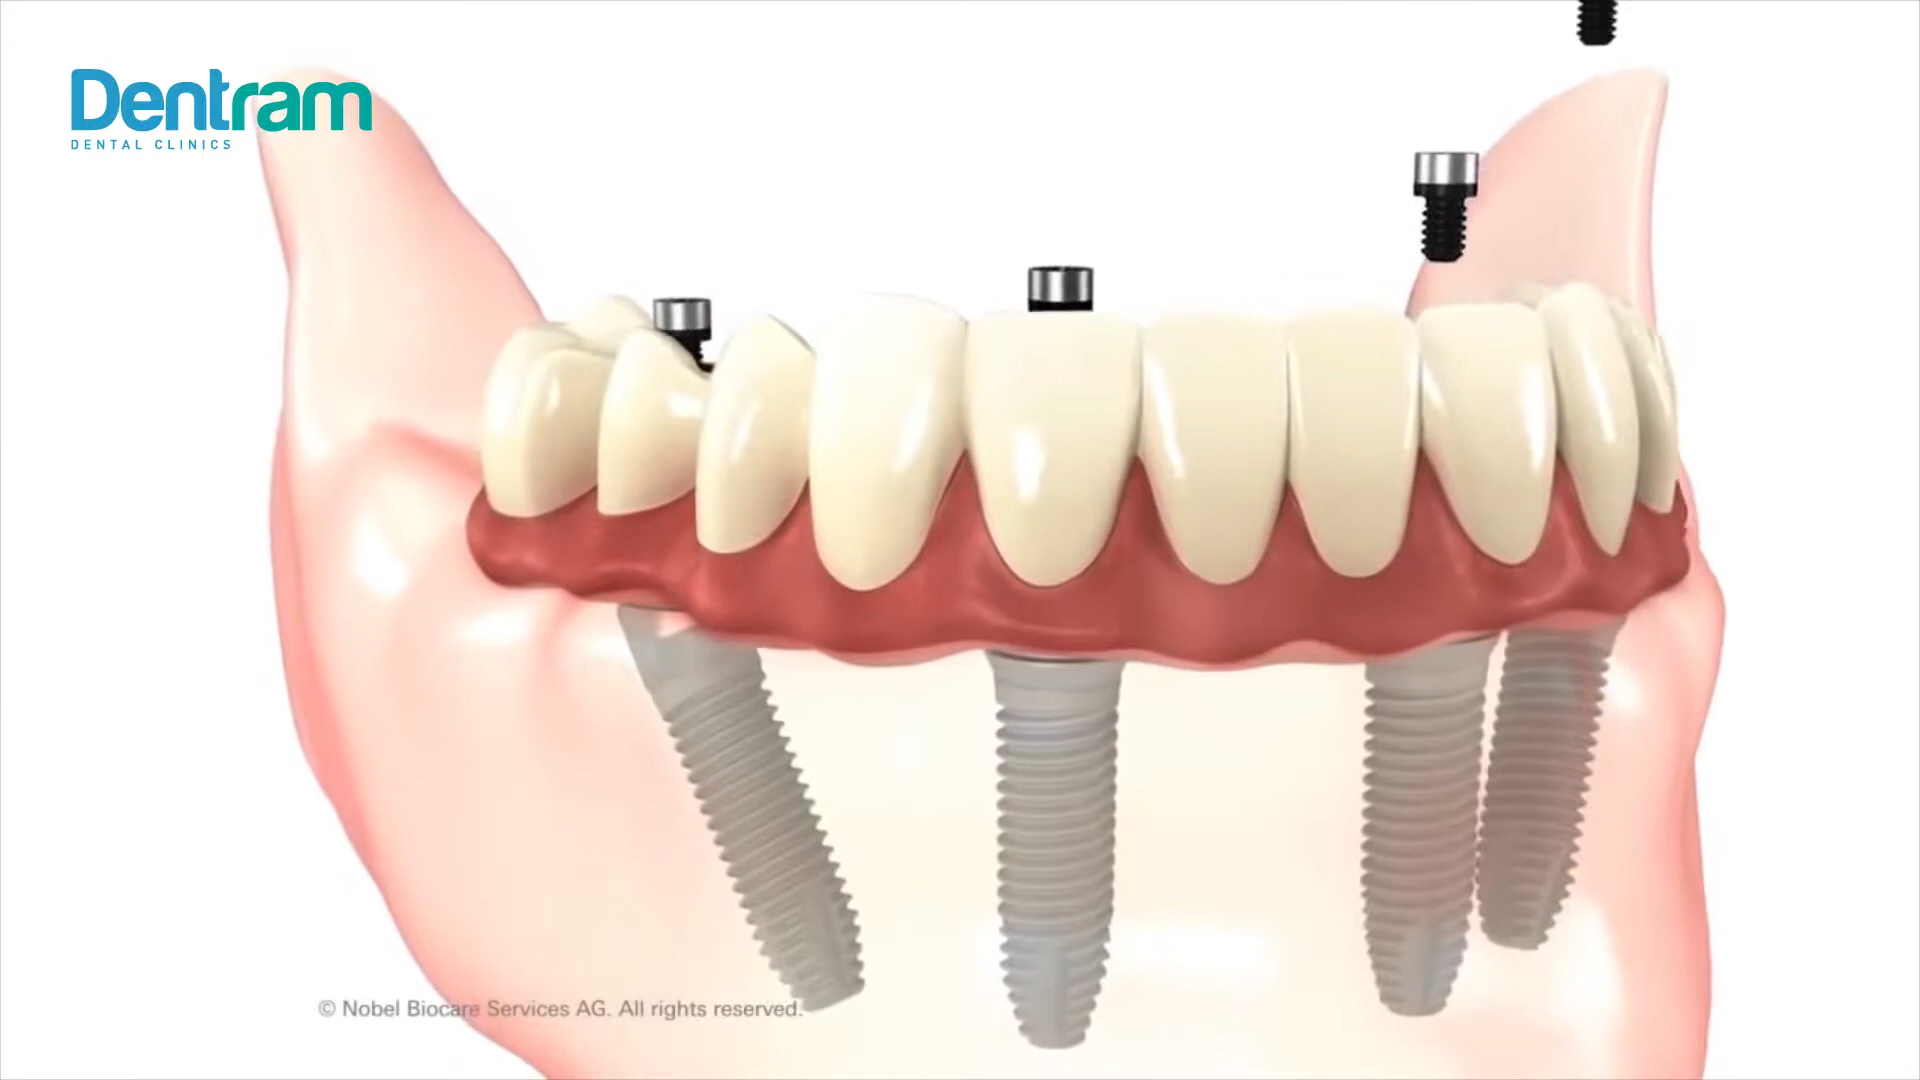 Dentram
DENTAL CLINICS
© Nobel Biocare Services AG. All rights reserved.